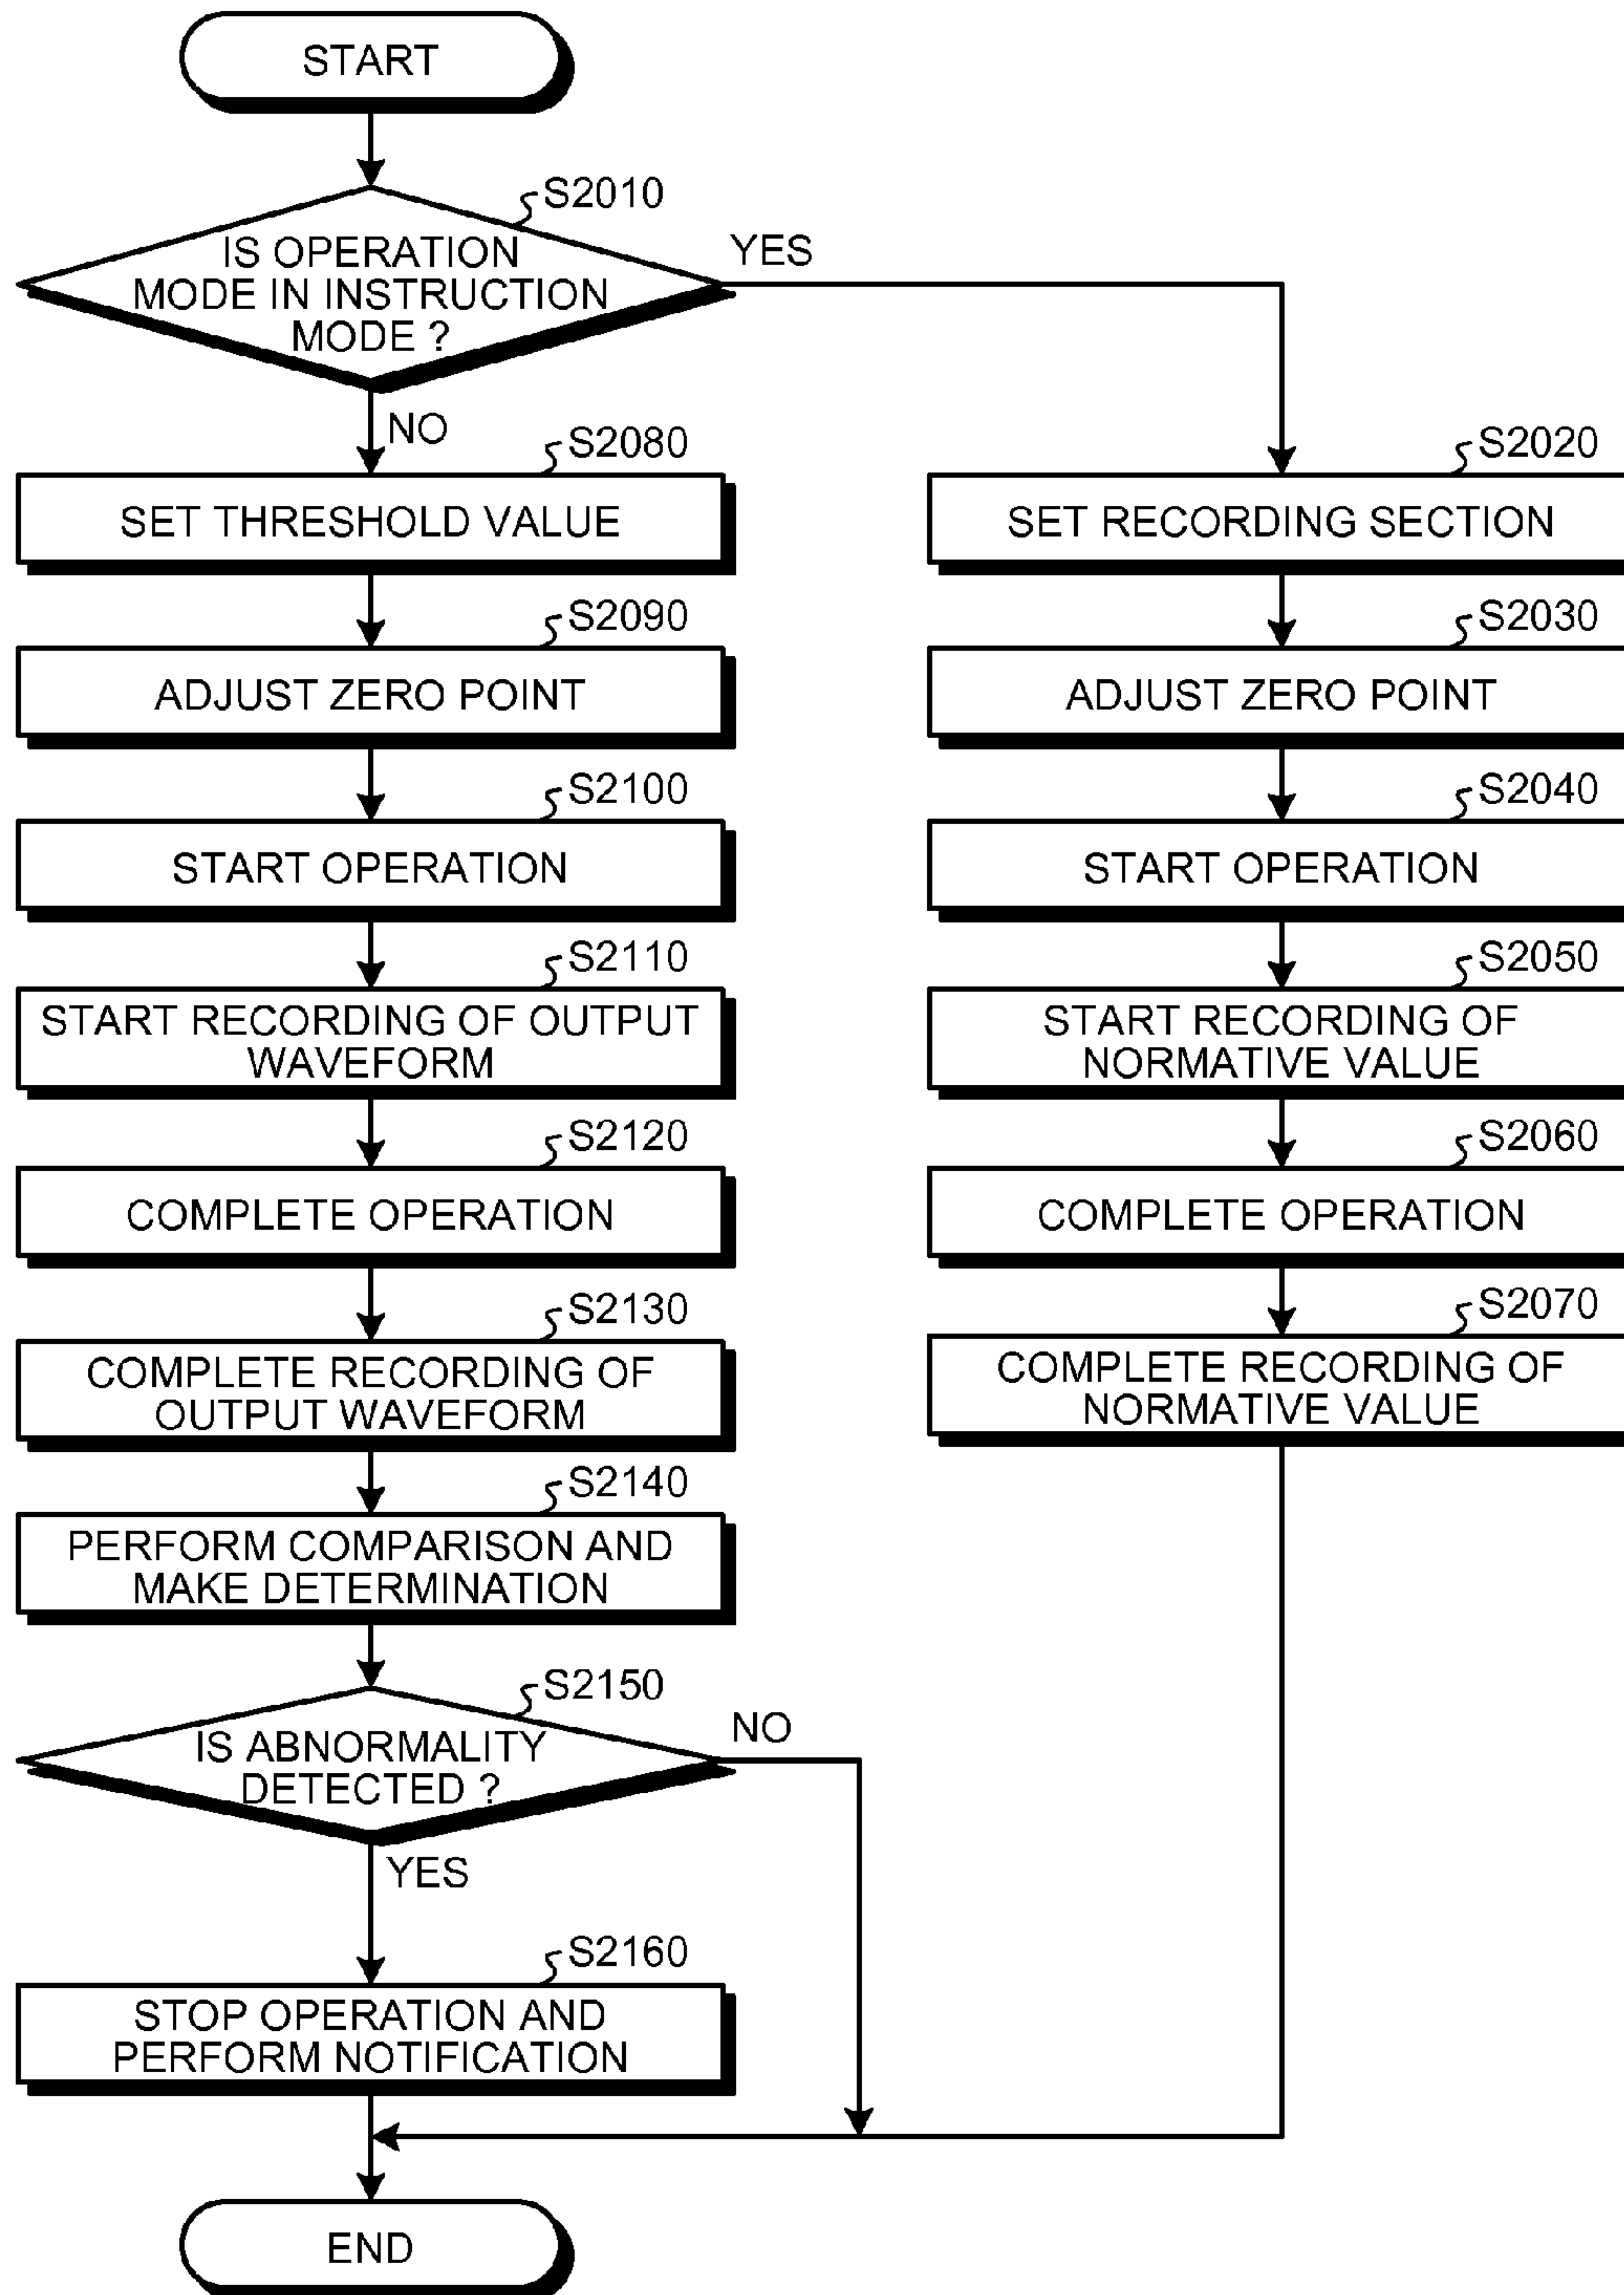 START
S2010
IS OPERATION
MODE IN INSTRUCTION
MODE ?
YES
NO
S2080
SET THRESHOLD VALUE
S2090
ADJUST ZERO POINT
S2100
START OPERATION
S2110
START RECORDING OF OUTPUT
WAVEFORM
S2120
COMPLETE OPERATION
S2130
COMPLETE RECORDING OF
OUTPUT WAVEFORM
S2140
PERFORM COMPARISON AND
MAKE DETERMINATION
S2150
IS ABNORMALITY
DETECTED ?
NO
YES
S2160
STOP OPERATION AND
PERFORM NOTIFICATION
S2020
SET RECORDING SECTION
S2030
ADJUST ZERO POINT
S2040
START OPERATION
S2050
START RECORDING OF
NORMATIVE VALUE
S2060
COMPLETE OPERATION
S2070
COMPLETE RECORDING OF
NORMATIVE VALUE
END